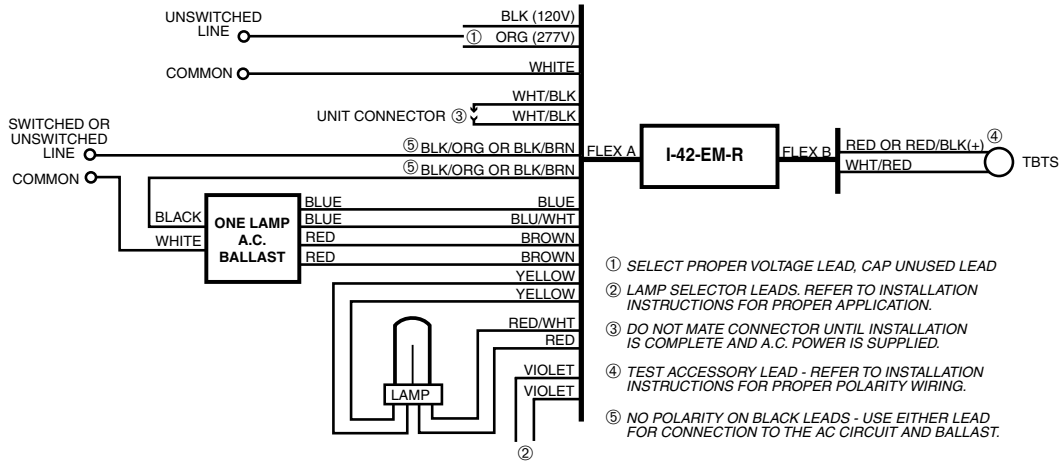 UNSWITCHED
LINE
BLK (120V)
① ORG (277V)
COMMON
WHITE
WHT/BLK
UNIT CONNECTOR ③
WHT/BLK
SWITCHED OR
UNSWITCHED
LINE
⑤ BLK/ORG OR BLK/BRN
COMMON
⑤ BLK/ORG OR BLK/BRN
FLEX A
I-42-EM-R
FLEX B
RED OR RED/BLK(+) ④
WHT/RED
TBTS
BLACK
WHITE
ONE LAMP
A.C.
BALLAST
BLUE
BLUE
BLUE
BLU/WHT
RED
BROWN
RED
BROWN
YELLOW
YELLOW
RED/WHT
RED
LAMP
VIOLET
VIOLET
②
① SELECT PROPER VOLTAGE LEAD, CAP UNUSED LEAD
② LAMP SELECTOR LEADS. REFER TO INSTALLATION
INSTRUCTIONS FOR PROPER APPLICATION.
③ DO NOT MATE CONNECTOR UNTIL INSTALLATION
IS COMPLETE AND A.C. POWER IS SUPPLIED.
④ TEST ACCESSORY LEAD - REFER TO INSTALLATION
INSTRUCTIONS FOR PROPER POLARITY WIRING.
⑤ NO POLARITY ON BLACK LEADS - USE EITHER LEAD
FOR CONNECTION TO THE AC CIRCUIT AND BALLAST.